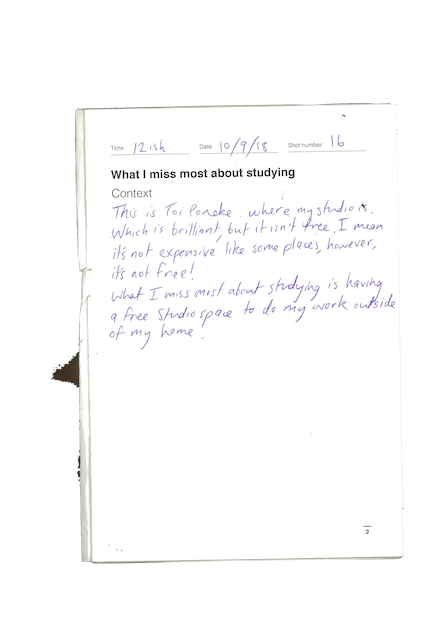 Time 12ish Date 10/9/18 Shot number 16
What I miss most about studying
Context
This is Toi Poneke. where my studio is.
Which is brilliant, but it isn't free. I mean
it's not expensive like some places, however,
it's not free!
What I miss most about studying is having
a free studio space to do my work outside
of my home.
2